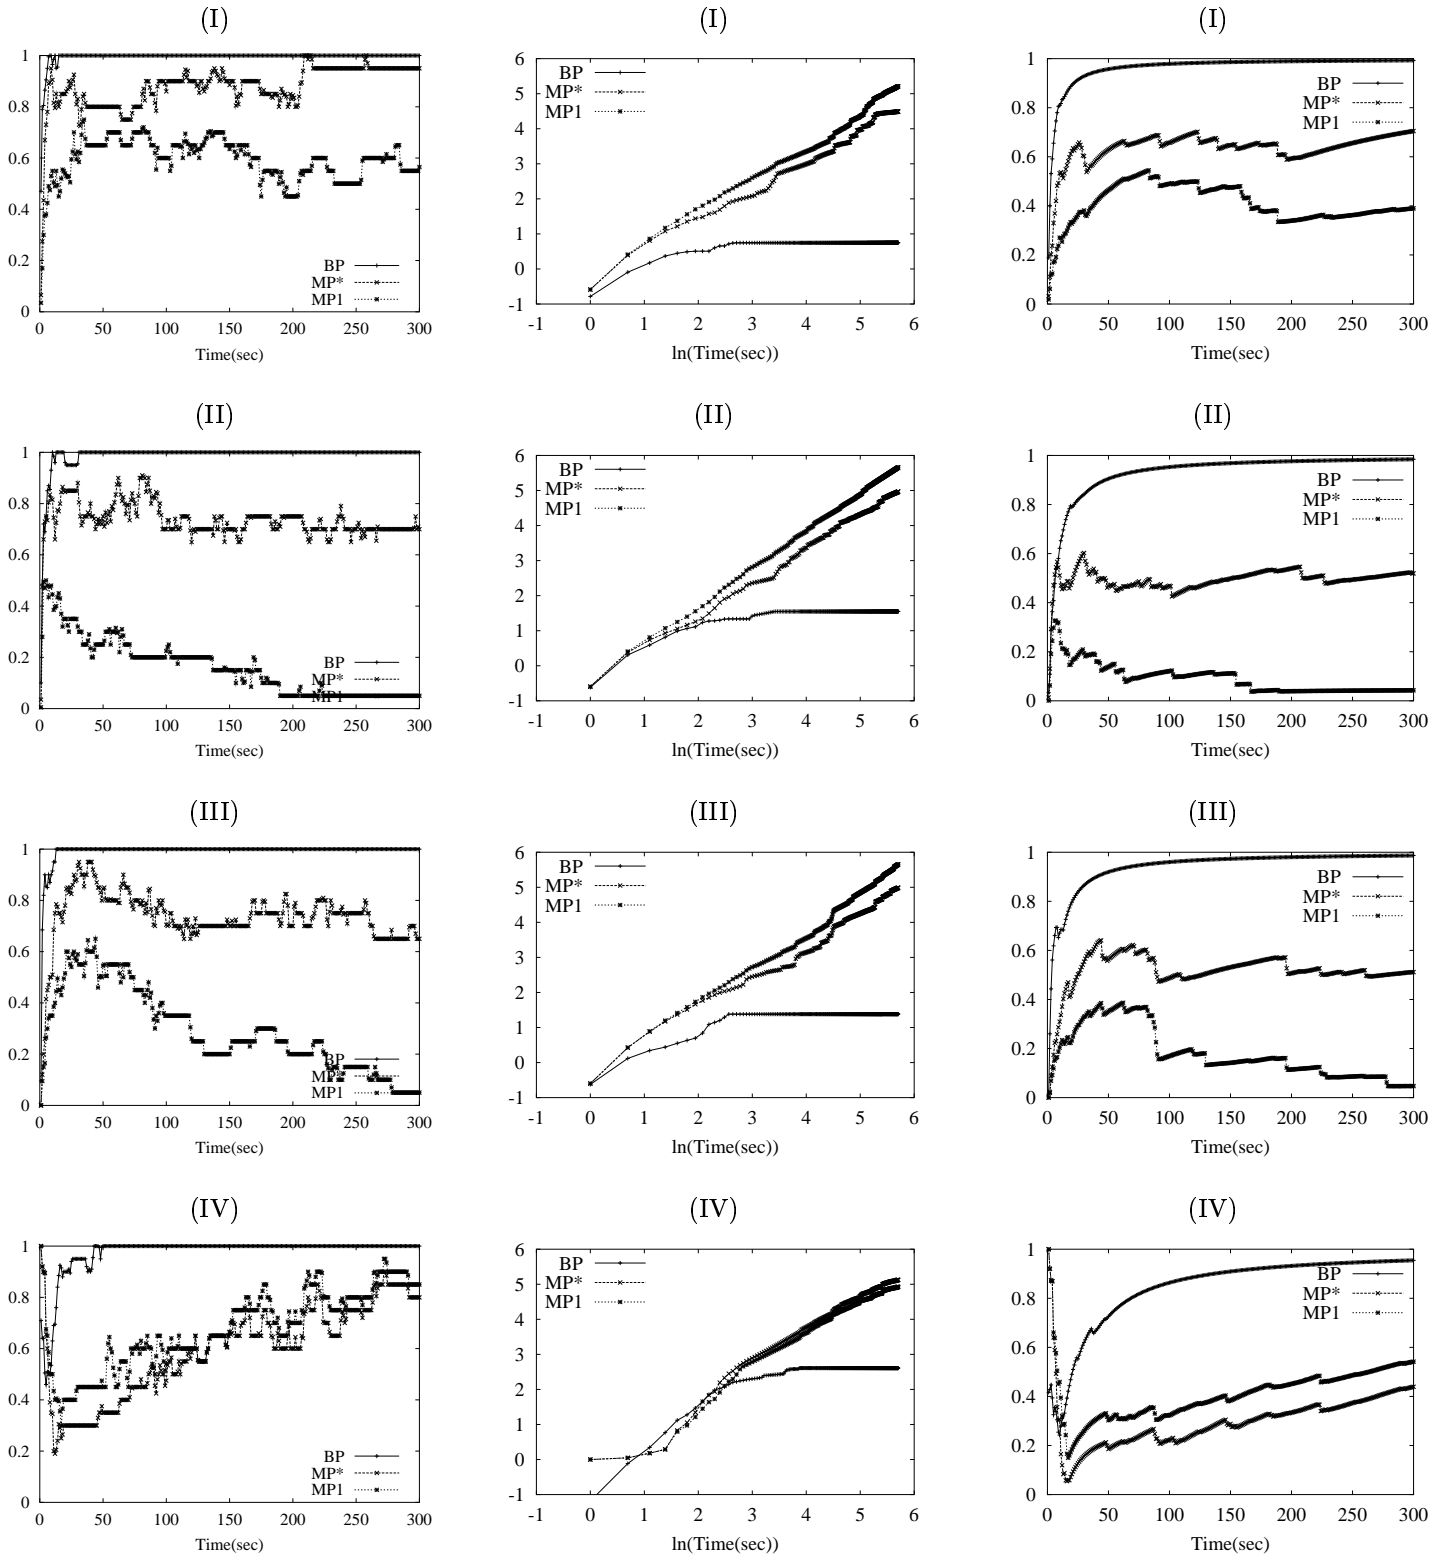 (I) (I) (I)
1 0.8 0.6 0.4 0.2 0
BP
MP*
MP1
0 50 100 150 200 250 300
Time(sec)
6 5 4 3 2 1 0 -1
BP
MP*
MP1
-1 0 1 2 3 4 5 6
ln(Time(sec))
1 0.8 0.6 0.4 0.2 0
BP
MP*
MP1
0 50 100 150 200 250 300
Time(sec)
(II) (II) (II)
1 0.8 0.6 0.4 0.2 0
BP
MP*
MP1
0 50 100 150 200 250 300
Time(sec)
6 5 4 3 2 1 0 -1
BP
MP*
MP1
-1 0 1 2 3 4 5 6
ln(Time(sec))
1 0.8 0.6 0.4 0.2 0
BP
MP*
MP1
0 50 100 150 200 250 300
Time(sec)
(III) (III) (III)
1 0.8 0.6 0.4 0.2 0
BP
MP*
MP1
0 50 100 150 200 250 300
Time(sec)
6 5 4 3 2 1 0 -1
BP
MP*
MP1
-1 0 1 2 3 4 5 6
ln(Time(sec))
1 0.8 0.6 0.4 0.2 0
BP
MP*
MP1
0 50 100 150 200 250 300
Time(sec)
(IV) (IV) (IV)
1 0.8 0.6 0.4 0.2 0
BP
MP*
MP1
0 50 100 150 200 250 300
Time(sec)
6 5 4 3 2 1 0 -1
BP
MP*
MP1
-1 0 1 2 3 4 5 6
ln(Time(sec))
1 0.8 0.6 0.4 0.2 0
BP
MP*
MP1
0 50 100 150 200 250 300
Time(sec)